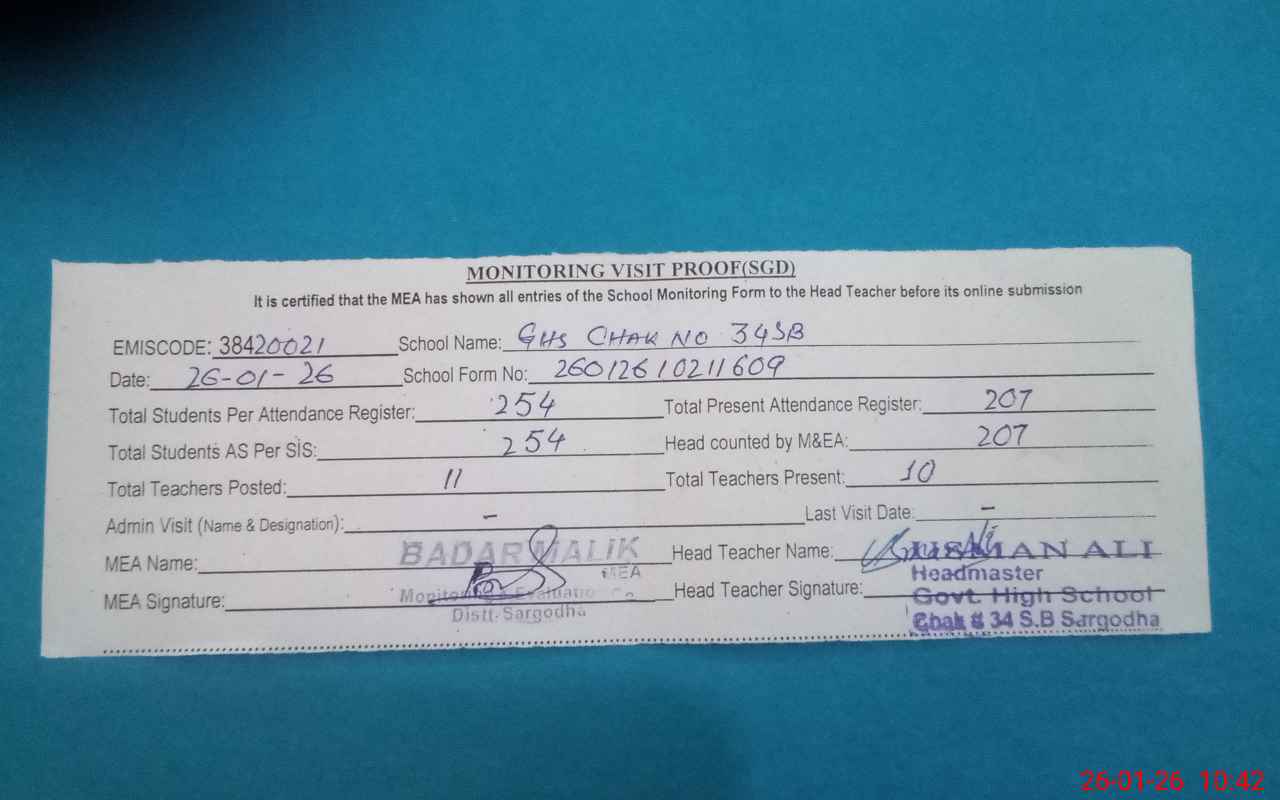 MONITORING VISIT PROOF(SGD)
It is certified that the MEA has shown all entries of the School Monitoring Form to the Head Teacher before its online submission
EMISCODE: 38420021 School Name: GHS CHAK NO 34SB
Date: 26-01-26 School Form No: 26012610211609
Total Students Per Attendance Register: 254 Total Present Attendance Register: 207
Total Students AS Per SIS: 254 Head counted by M&EA: 207
Total Teachers Posted: 11 Total Teachers Present: 10
Admin Visit (Name & Designation): - Last Visit Date: -
MEA Name: BADAR MALIK Head Teacher Name: USMAN ALI
MEA Headmaster
MEA Signature: Monitoring & Evaluation Head Teacher Signature: Govt. High School
Distt-Sargodha Chak # 34 S.B Sargodha
26-01-26 10:42